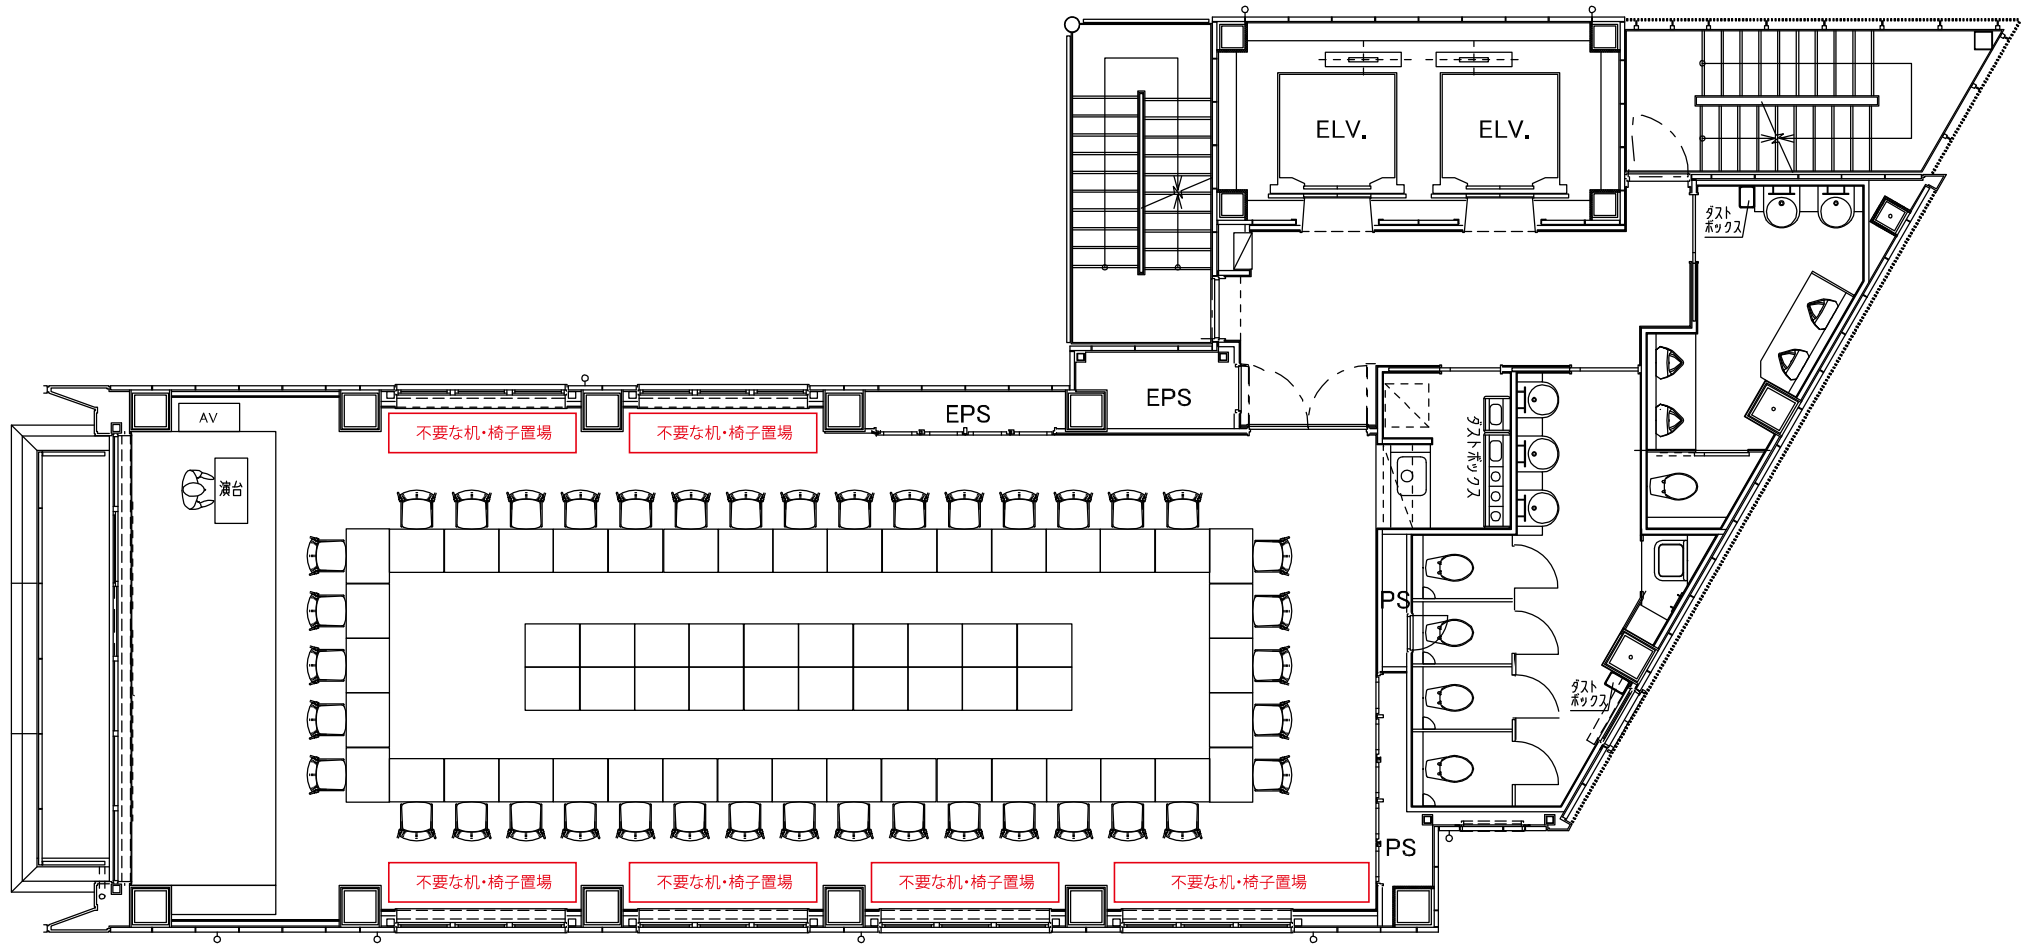 ELV.
ELV.
ダスト
ボックス
EPS
EPS
AV
不要な机・椅子置場
不要な机・椅子置場
ダストボックス
演台
PS
ダスト
ボックス
PS
不要な机・椅子置場
不要な机・椅子置場
不要な机・椅子置場
不要な机・椅子置場